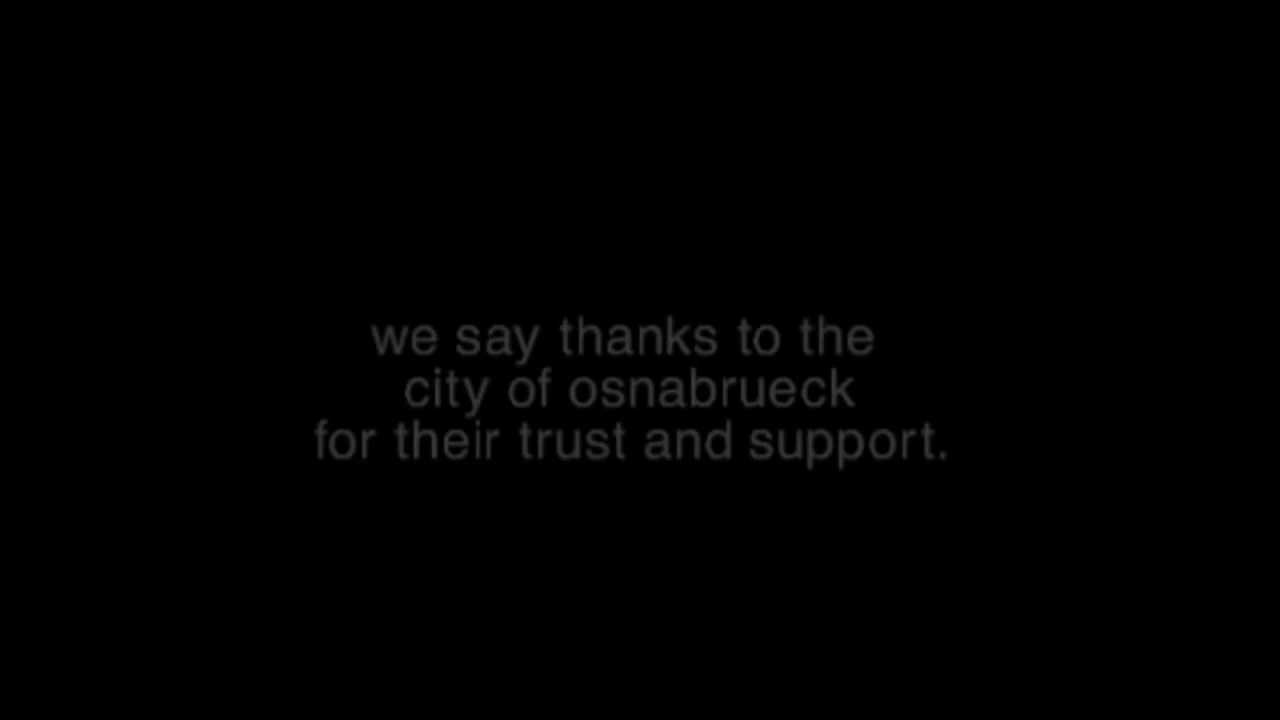 we say thanks to the
city of osnabrueck
for their trust and support.